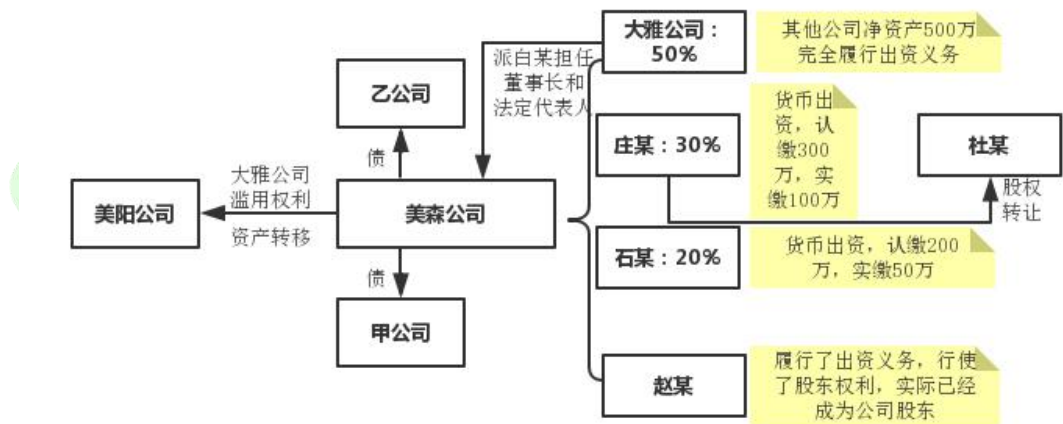 大雅公司：
50%
其他公司净资产500万
完全履行出资义务
派白某担任
董事长和
法定代表人
乙公司
债
庄某：30%
货币出
资，认
缴300
万，实
缴100万
杜某
股权
转让
大雅公司
滥用权利
资产转移
美阳公司
美森公司
石某：20%
货币出资，认缴200
万，实缴50万
债
甲公司
赵某
履行了出资义务，行使
了股东权利，实际已经
成为公司股东